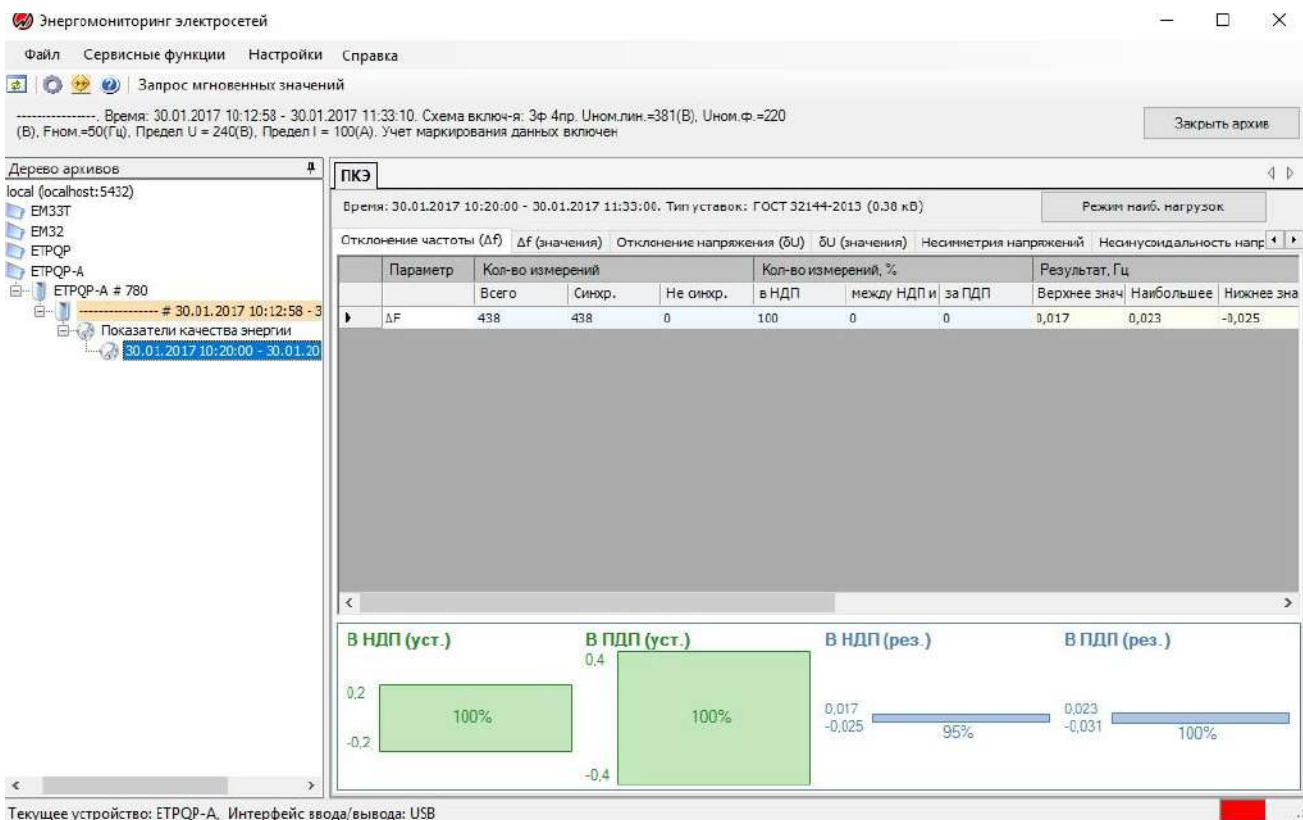 Энергомониторинг электросетей
Файл Сервисные функции Настройки Справка
Запрос мгновенных значений
----------------. Время: 30.01.2017 10:12:58 - 30.01.2017 11:33:10. Схема включ-я: 3ф 4пр. Uном.лин.=381(В), Uном.ф.=220
(В), Fном.=50(Гц), Предел U = 240(В), Предел I = 100(А). Учет маркирования данных включен
Закрыть архив
Дерево архивов
local (localhost:5432)
EM33T
EM32
ETPQP
ETPQP-A
ETPQP-A # 780
---------------- # 30.01.2017 10:12:58 - 3
Показатели качества энергии
30.01.2017 10:20:00 - 30.01.20
ПКЭ
Время: 30.01.2017 10:20:00 - 30.01.2017 11:33:00. Тип уставок: ГОСТ 32144-2013 (0.38 кВ)
Режим наиб. нагрузок
Отклонение частоты (Δf) Δf (значения) Отклонение напряжения (δU) δU (значения) Несимметрия напряжений Несинусоидальность напр
Параметр Кол-во измерений Кол-во измерений, % Результат, Гц
Всего Синхр. Не синхр. в НДП между НДП и за ПДП Верхнее знач Наибольшее Нижнее зна
ΔF 438 438 0 100 0 0 0,017 0,023 -0,025
В НДП (уст.) В ПДП (уст.) В НДП (рез.) В ПДП (рез.)
0,4
0,2
100% 100%
-0,2
-0,4
0,017
-0,025
95%
0,023
-0,031
100%
Текущее устройство: ETPQP-A, Интерфейс ввода/вывода: USB